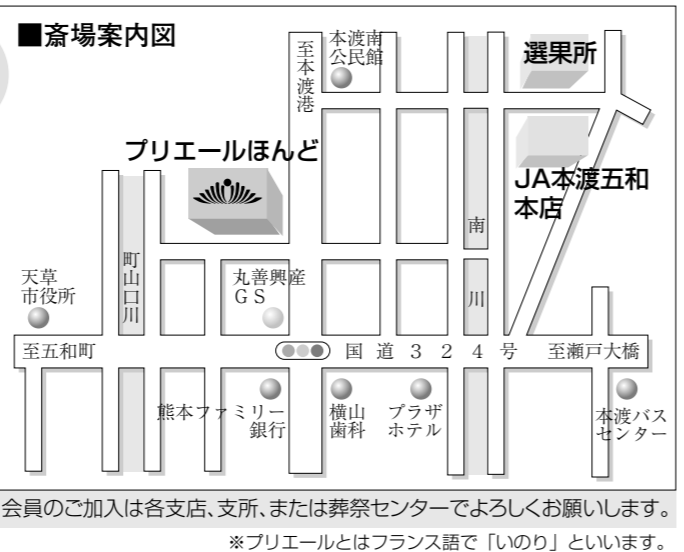 ■斎場案内図
至本渡港
本渡南
公民館
選果所
プリエールほんど
JA本渡五和
本店
南川
町山口川
天草
市役所
丸善興産
ＧＳ
至五和町
国道３２４号
至瀬戸大橋
熊本ファミリー
銀行
横山
歯科
プラザ
ホテル
本渡バス
センター
会員のご加入は各支店、支所、または葬祭センターでよろしくお願いします。
※プリエールとはフランス語で「いのり」といいます。